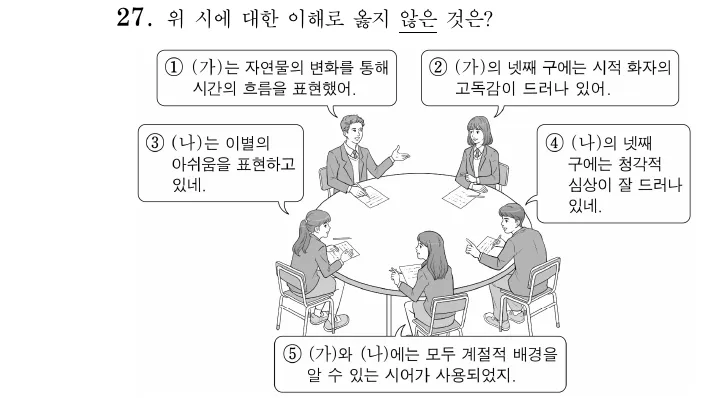 27. 위 시에 대한 이해로 옳지 않은 것은?
① (가)는 자연물의 변화를 통해
시간의 흐름을 표현했어.
② (가)의 넷째 구에는 시적 화자의
고독감이 드러나 있어.
③ (나)는 이별의
아쉬움을 표현하고
있네.
④ (나)의 넷째
구에는 청각적
심상이 잘 드러나
있네.
⑤ (가)와 (나)에는 모두 계절적 배경을
알 수 있는 시어가 사용되었지.